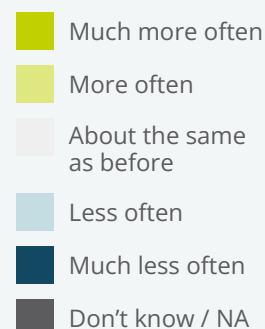 Much more often
More often
About the same
as before
Less often
Much less often
Don’t know / NA